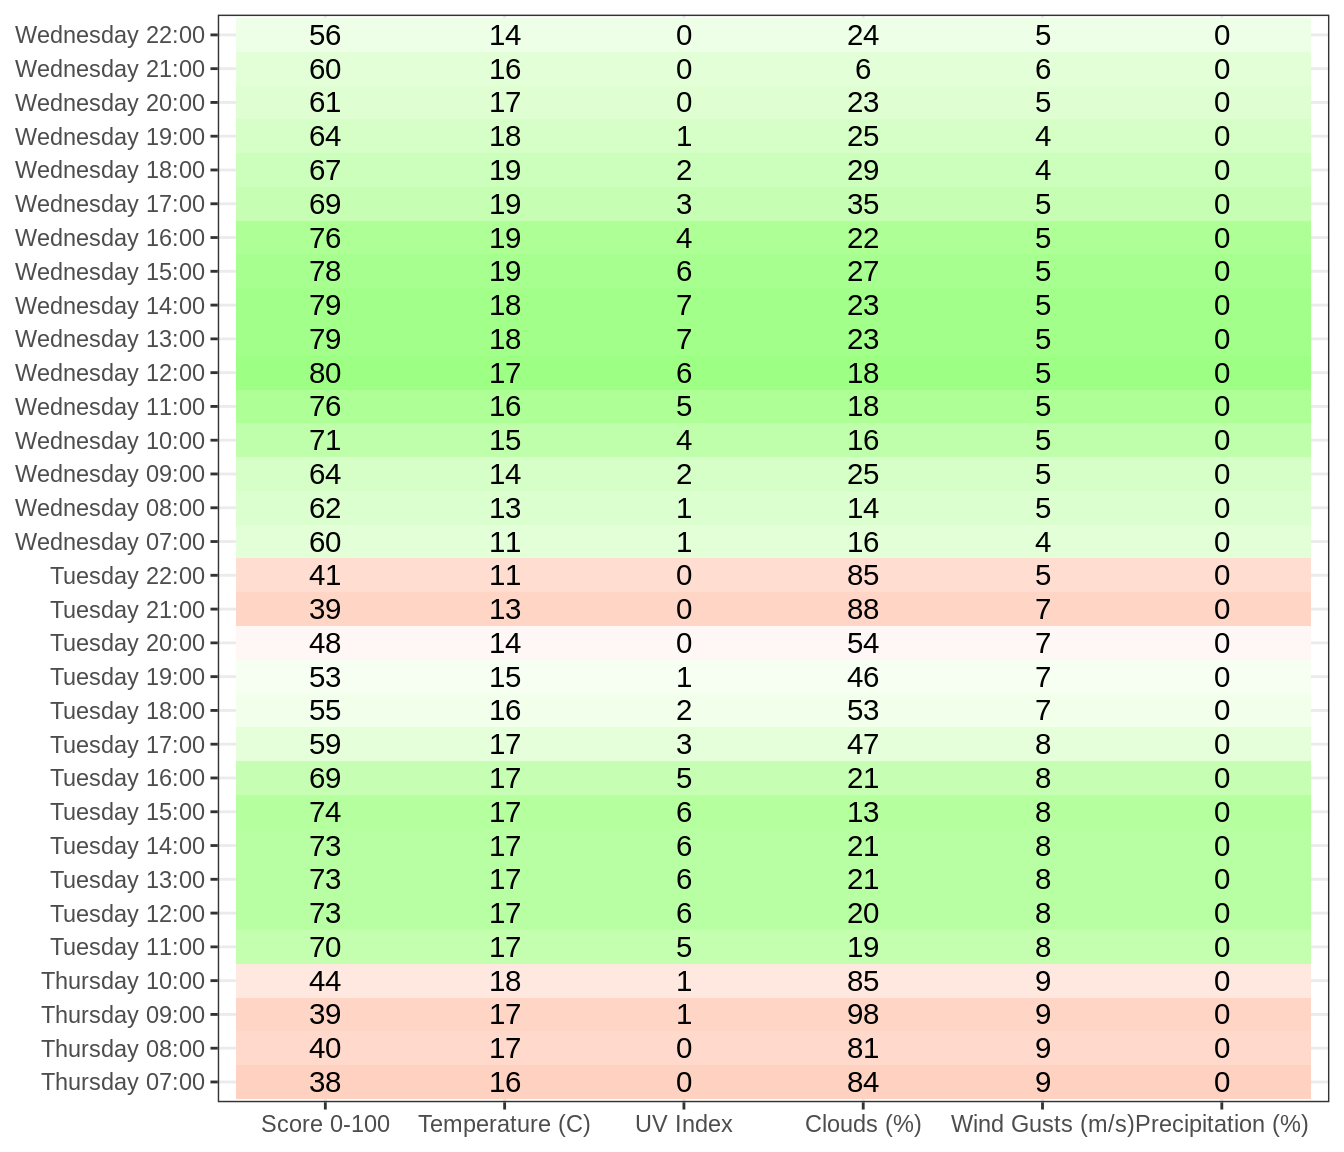 Wednesday 22:00 56 14 0 24 5 0
Wednesday 21:00 60 16 0 6 6 0
Wednesday 20:00 61 17 0 23 5 0
Wednesday 19:00 64 18 1 25 4 0
Wednesday 18:00 67 19 2 29 4 0
Wednesday 17:00 69 19 3 35 5 0
Wednesday 16:00 76 19 4 22 5 0
Wednesday 15:00 78 19 6 27 5 0
Wednesday 14:00 79 18 7 23 5 0
Wednesday 13:00 79 18 7 23 5 0
Wednesday 12:00 80 17 6 18 5 0
Wednesday 11:00 76 16 5 18 5 0
Wednesday 10:00 71 15 4 16 5 0
Wednesday 09:00 64 14 2 25 5 0
Wednesday 08:00 62 13 1 14 5 0
Wednesday 07:00 60 11 1 16 4 0
Tuesday 22:00 41 11 0 85 5 0
Tuesday 21:00 39 13 0 88 7 0
Tuesday 20:00 48 14 0 54 7 0
Tuesday 19:00 53 15 1 46 7 0
Tuesday 18:00 55 16 2 53 7 0
Tuesday 17:00 59 17 3 47 8 0
Tuesday 16:00 69 17 5 21 8 0
Tuesday 15:00 74 17 6 13 8 0
Tuesday 14:00 73 17 6 21 8 0
Tuesday 13:00 73 17 6 21 8 0
Tuesday 12:00 73 17 6 20 8 0
Tuesday 11:00 70 17 5 19 8 0
Thursday 10:00 44 18 1 85 9 0
Thursday 09:00 39 17 1 98 9 0
Thursday 08:00 40 17 0 81 9 0
Thursday 07:00 38 16 0 84 9 0
Score 0-100 Temperature (C) UV Index Clouds (%) Wind Gusts (m/s) Precipitation (%)